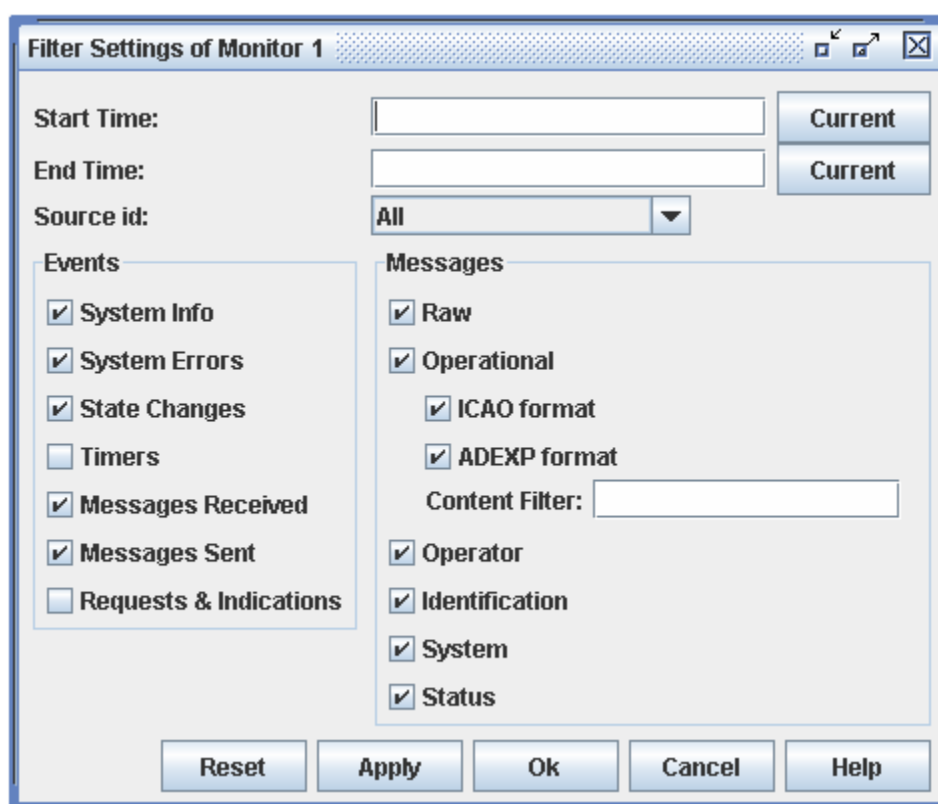 Filter Settings of Monitor 1
Start Time:
Current
End Time:
Current
Source id:
All
Events
System Info
System Errors
State Changes
Timers
Messages Received
Messages Sent
Requests & Indications
Messages
Raw
Operational
ICAO format
ADEXP format
Content Filter:
Operator
Identification
System
Status
Reset
Apply
Ok
Cancel
Help